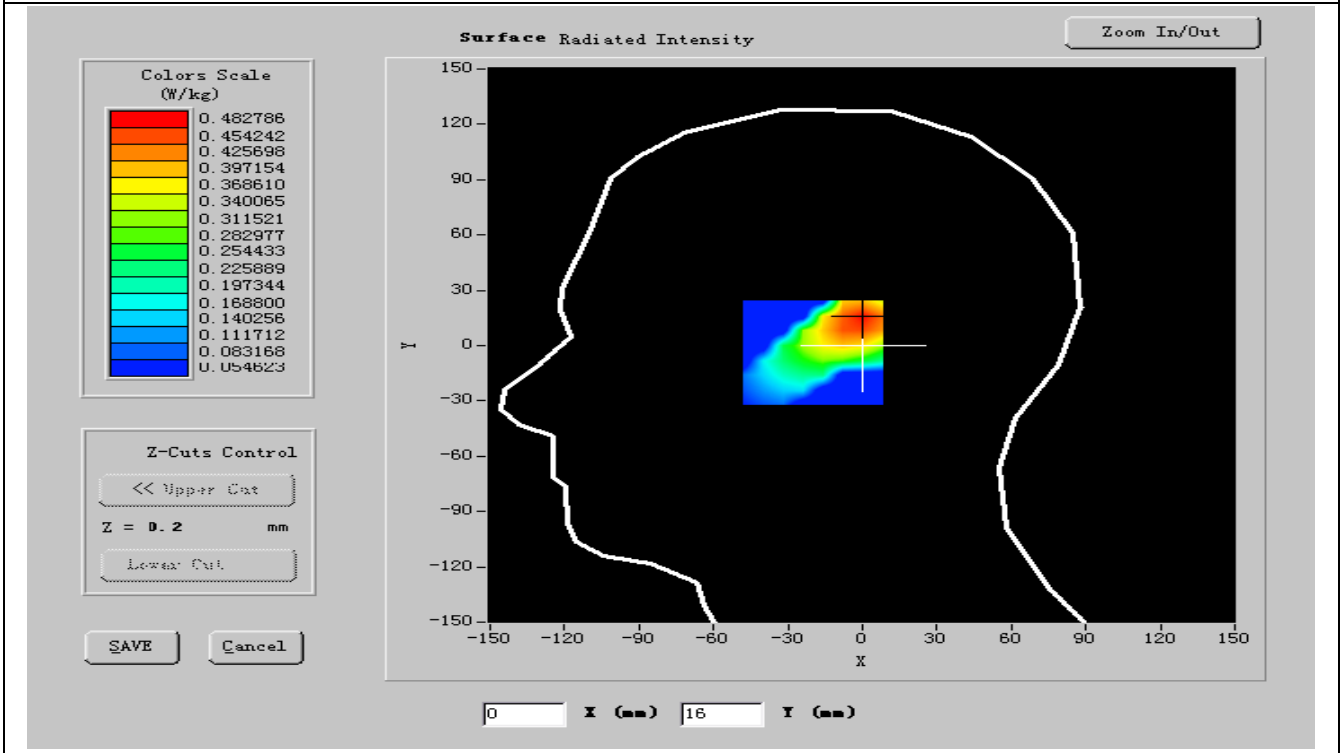 Surface Radiated Intensity
Zoom In/Out
Colors Scale
(W/kg)
0.482786
0.454242
0.425698
0.397154
0.368610
0.340065
0.311521
0.282977
0.254433
0.225889
0.197344
0.168800
0.140256
0.111712
0.083168
0.054623
Z-Cuts Control
<< Upper Cut
Z = 0.2 mm
Lower Cut
SAVE Cancel
150
120
90
60
30
0
-30
-60
-90
-120
-150
Y
-150 -120 -90 -60 -30 0 30 60 90 120 150
X
0 X (mm) 16 Y (mm)